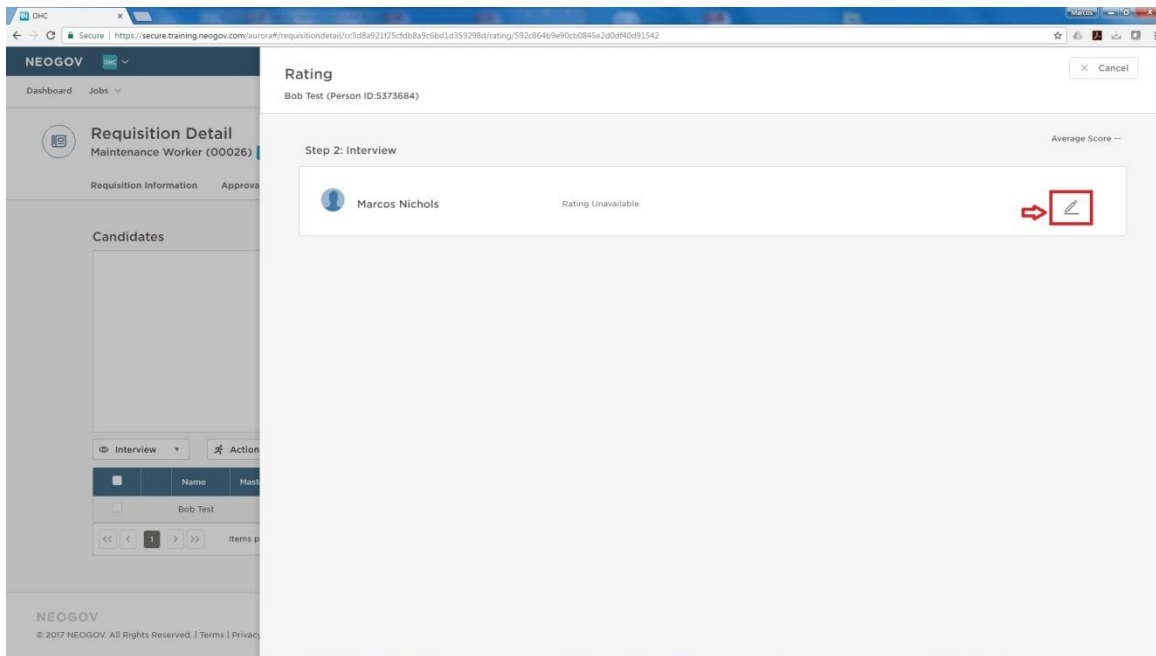 OHC
Marcos
Secure | https://secure.training.neogov.com/aurora#/requisitiondetail/cc5d8a921f25cfdb8a9c6bd1d359298d/rating/592c864b9e90cb0845e2d0df40d91542
NEOGOV OHC
Rating
Cancel
Bob Test (Person ID:5373684)
Dashboard Jobs
Requisition Detail
Maintenance Worker (00026)
Average Score --
Step 2: Interview
Requisition Information Approva
Marcos Nichols Rating Unavailable
Candidates
Interview Action
Name Mast
Bob Test
<< < 1 > >> Items p
NEOGOV
© 2017 NEOGOV. All Rights Reserved. | Terms | Privacy